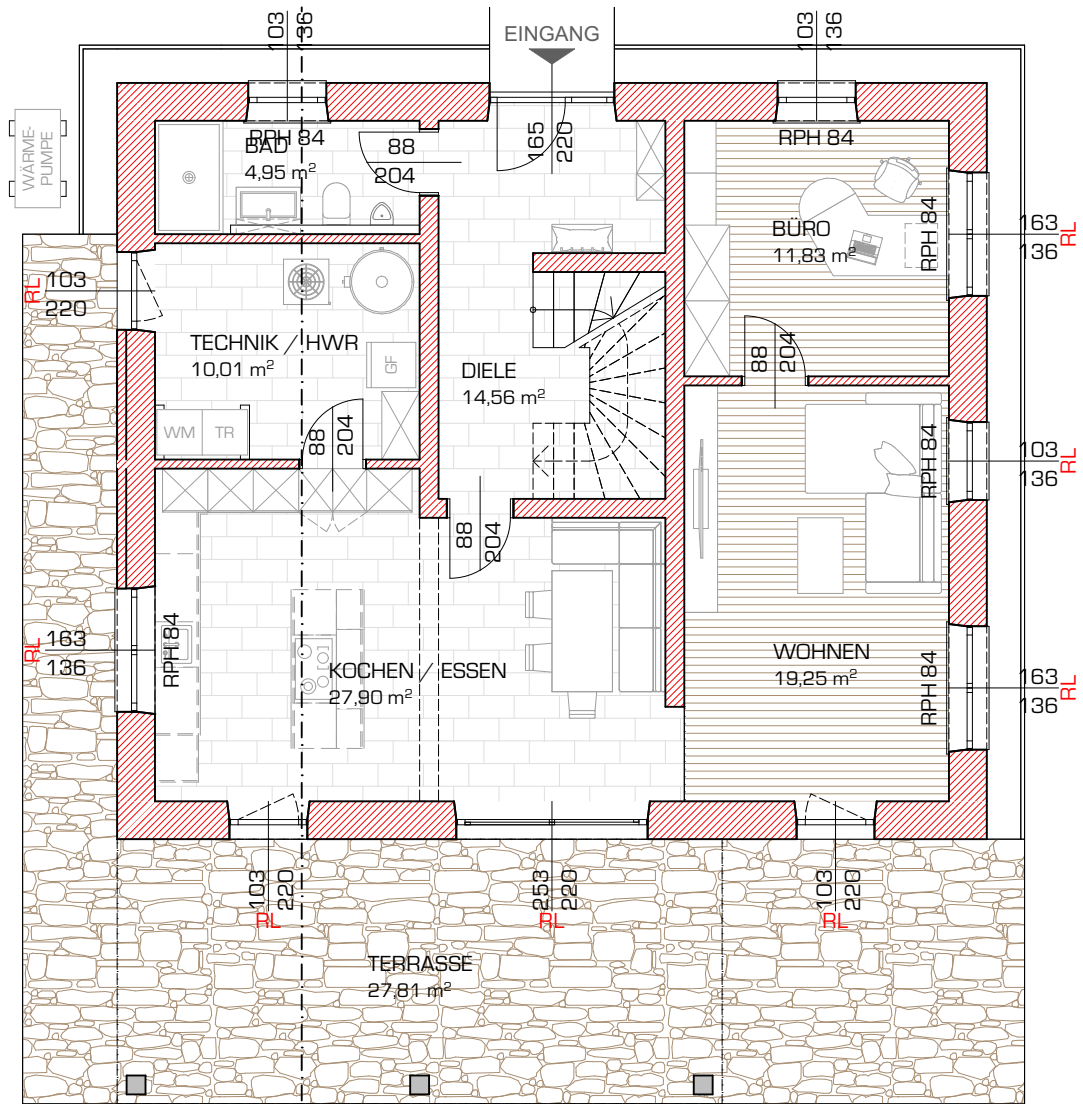 103
136
EINGANG
103
136
WÄRME-
PUMPE
RPH 84
BAD
4,95 m²
88
204
165
220
RPH 84
BÜRO
11,83 m²
RPH 84
163
136
RL
RL
103
220
TECHNIK / HWR
10,01 m²
GF
WM
TR
88
204
DIELE
14,56 m²
88
204
RPH 84
103
136
RL
88
204
RL
163
136
RPH 84
KOCHEN / ESSEN
27,90 m²
WOHNEN
19,25 m²
RPH 84
163
136
RL
103
220
RL
253
220
RL
103
220
RL
TERRASSE
27,81 m²